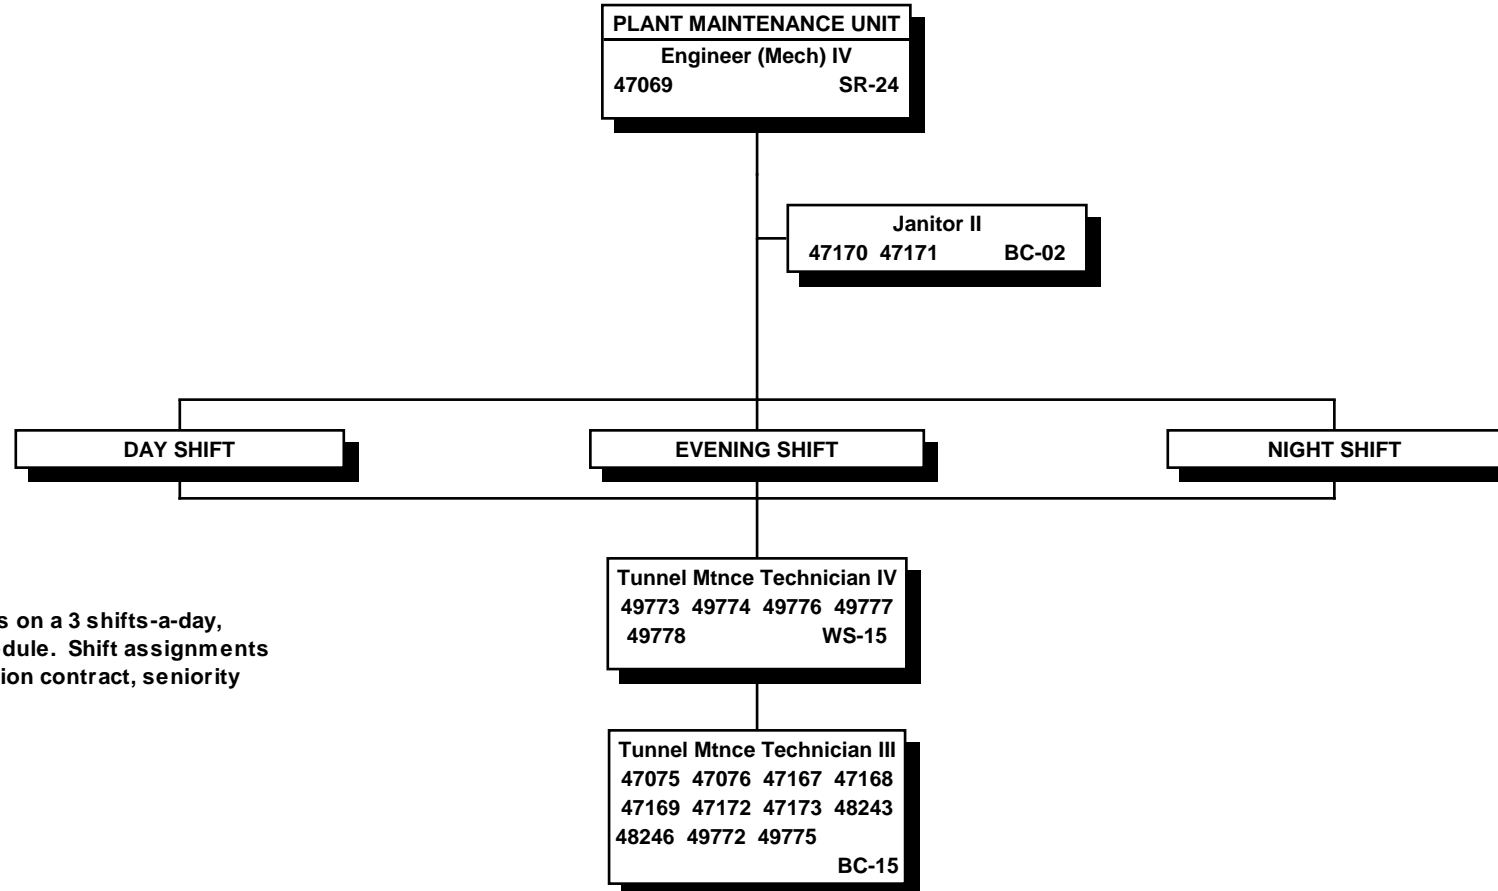 PLANT MAINTENANCE UNIT
Engineer (Mech) IV
47069 SR-24
Janitor II
47170 47171 BC-02
DAY SHIFT
EVENING SHIFT
NIGHT SHIFT
Tunnel Mtnce Technician IV
49773 49774 49776 49777
49778 WS-15
s on a 3 shifts-a-day,
dule. Shift assignments
ion contract, seniority
Tunnel Mtnce Technician III
47075 47076 47167 47168
47169 47172 47173 48243
48246 49772 49775
BC-15